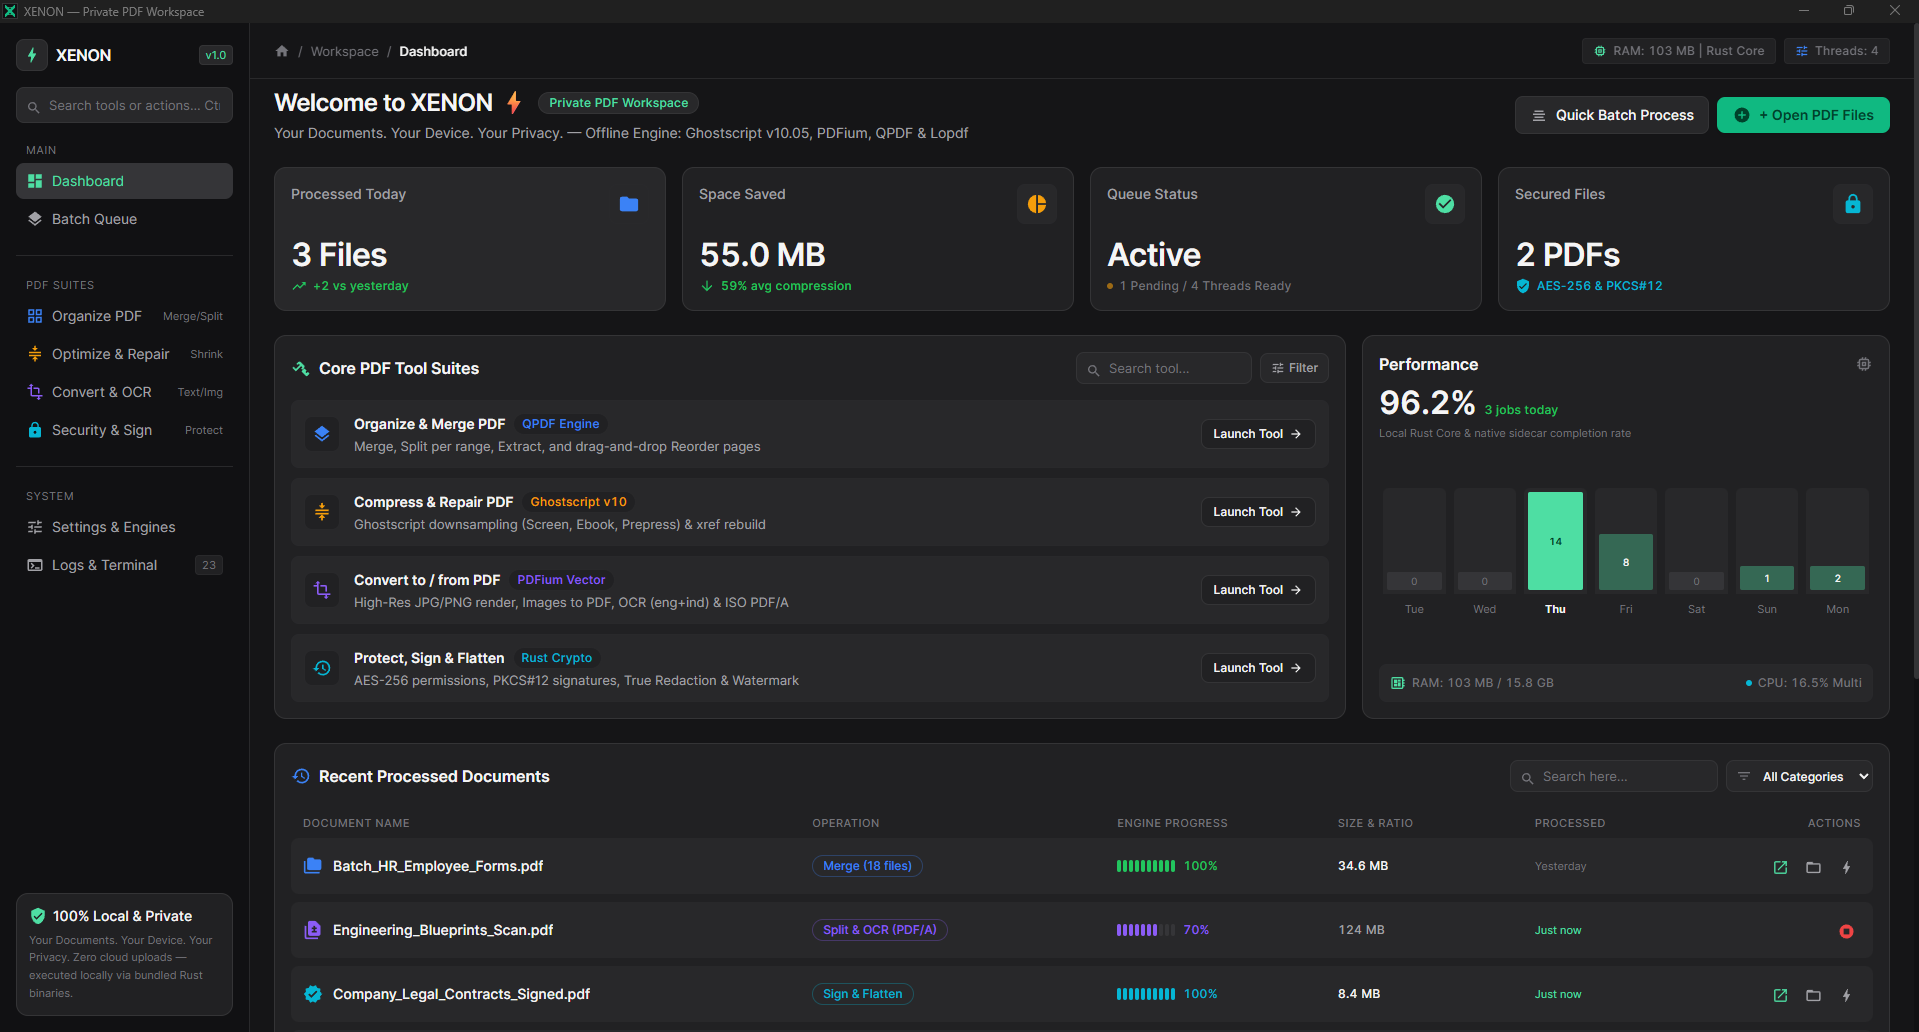 XENON — Private PDF Workspace
XENON
v1.0
Search tools or actions... Ct
MAIN
Dashboard
Batch Queue
PDF SUITES
Organize PDF Merge/Split
Optimize & Repair Shrink
Convert & OCR Text/Img
Security & Sign Protect
SYSTEM
Settings & Engines
Logs & Terminal 23
100% Local & Private
Your Documents. Your Device. Your
Privacy. Zero cloud uploads —
executed locally via bundled Rust
binaries.
/ Workspace / Dashboard
RAM: 103 MB | Rust Core
Threads: 4
Welcome to XENON
Private PDF Workspace
Your Documents. Your Device. Your Privacy. — Offline Engine: Ghostscript v10.05, PDFium, QPDF & Lopdf
Quick Batch Process
+ Open PDF Files
Processed Today
3 Files
+2 vs yesterday
Space Saved
55.0 MB
59% avg compression
Queue Status
Active
1 Pending / 4 Threads Ready
Secured Files
2 PDFs
AES-256 & PKCS#12
Core PDF Tool Suites
Search tool...
Filter
Organize & Merge PDF QPDF Engine
Merge, Split per range, Extract, and drag-and-drop Reorder pages
Launch Tool →
Compress & Repair PDF Ghostscript v10
Ghostscript downsampling (Screen, Ebook, Prepress) & xref rebuild
Launch Tool →
Convert to / from PDF PDFium Vector
High-Res JPG/PNG render, Images to PDF, OCR (eng+ind) & ISO PDF/A
Launch Tool →
Protect, Sign & Flatten Rust Crypto
AES-256 permissions, PKCS#12 signatures, True Redaction & Watermark
Launch Tool →
Performance
96.2% 3 jobs today
Local Rust Core & native sidecar completion rate
0 0 14 8 0 1 2
Tue Wed Thu Fri Sat Sun Mon
RAM: 103 MB / 15.8 GB
CPU: 16.5% Multi
Recent Processed Documents
Search here...
All Categories
DOCUMENT NAME OPERATION ENGINE PROGRESS SIZE & RATIO PROCESSED ACTIONS
Batch_HR_Employee_Forms.pdf Merge (18 files) 100% 34.6 MB Yesterday
Engineering_Blueprints_Scan.pdf Split & OCR (PDF/A) 70% 124 MB Just now
Company_Legal_Contracts_Signed.pdf Sign & Flatten 100% 8.4 MB Just now